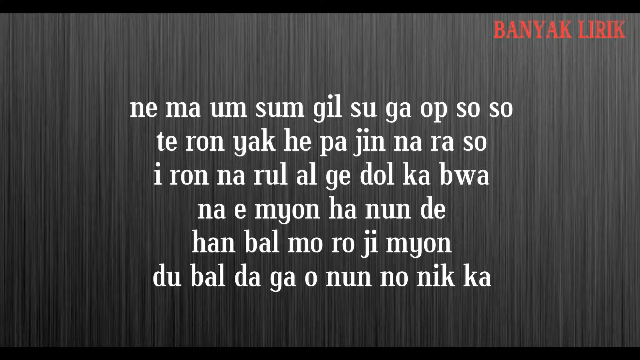 BANYAK LIRIK
ne ma um sum gil su ga op so so
te ron yak he pa jin na ra so
i ron na rul al ge dol ka bwa
na e myon ha nun de
han bal mo ro ji myon
du bal da ga o nun no nik ka